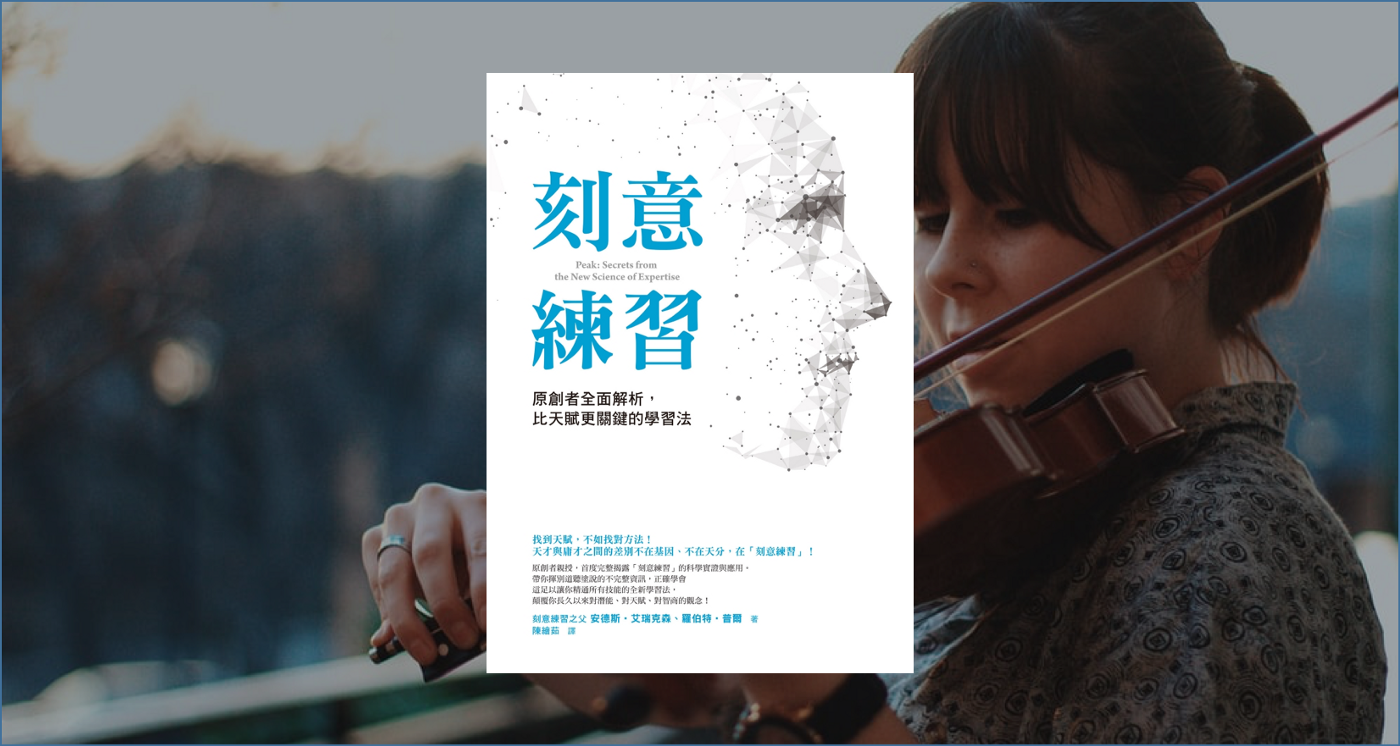 刻意
Peak: Secrets from
the New Science of Expertise
練習
原創者全面解析，
比天賦更關鍵的學習法
找到天賦，不如找對方法！
天才與庸才之間的差別不在基因、不在天分，在「刻意練習」！
原創者親授，首度完整揭露「刻意練習」的科學實證與應用。
帶你揮別道聽塗說的不完整資訊，正確學會
這足以讓你精通所有技能的全新學習法，
顛覆你長久以來對潛能、對天賦、對智商的觀念！
刻意練習之父 安德斯・艾瑞克森、羅伯特・普爾 著
陳繪茹 譯